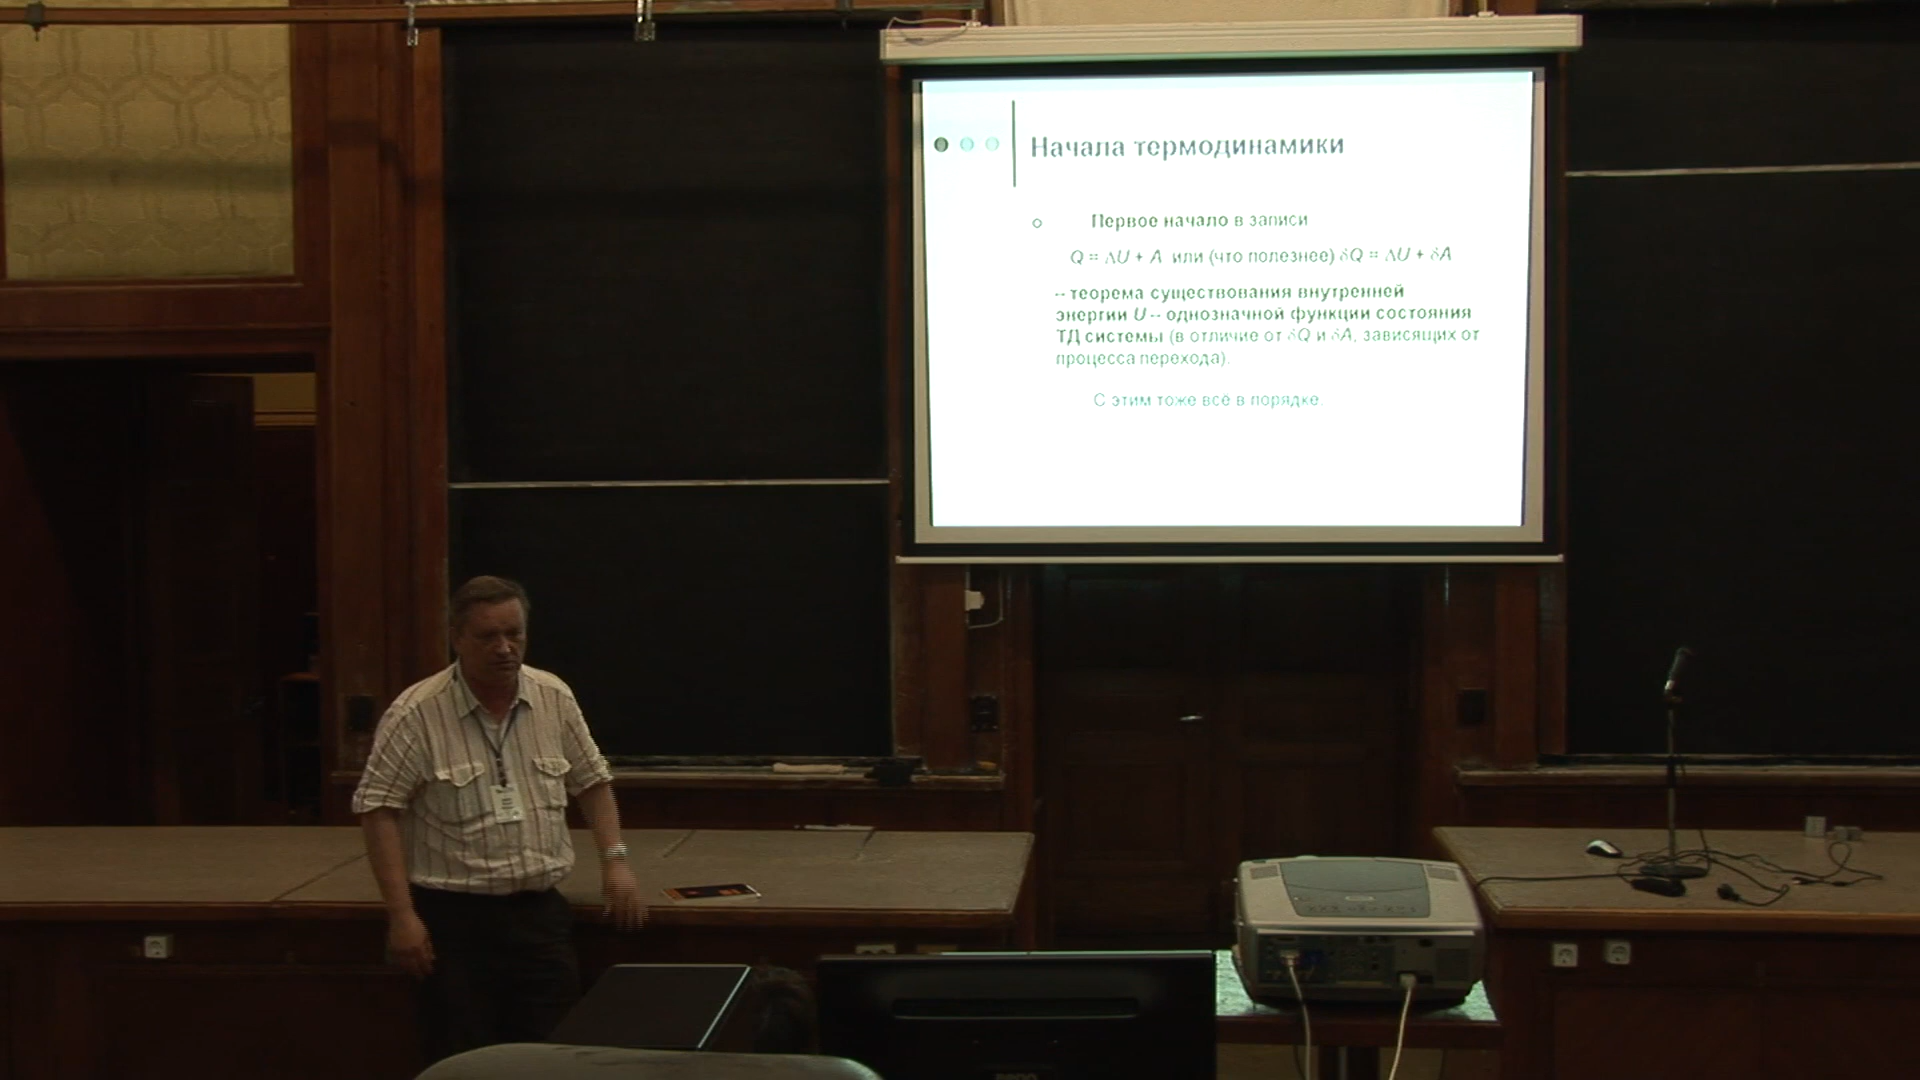 Начала термодинамики
Первое начало в записи
Q = ΔU + A или (что полезнее) δQ = ΔU + δA
-- теорема существования внутренней
энергии U -- однозначной функции состояния
ТД системы (в отличие от δQ и δA, зависящих от
процесса перехода).
С этим тоже всё в порядке.